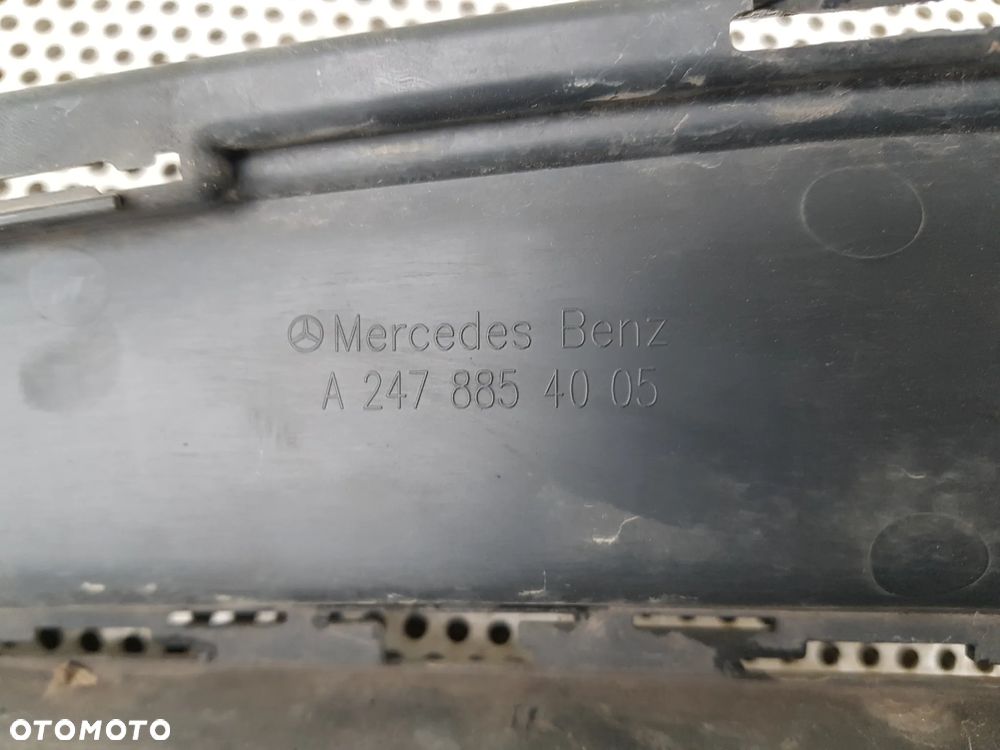 Mercedes Benz
A 247 885 40 05
OTOMOTO